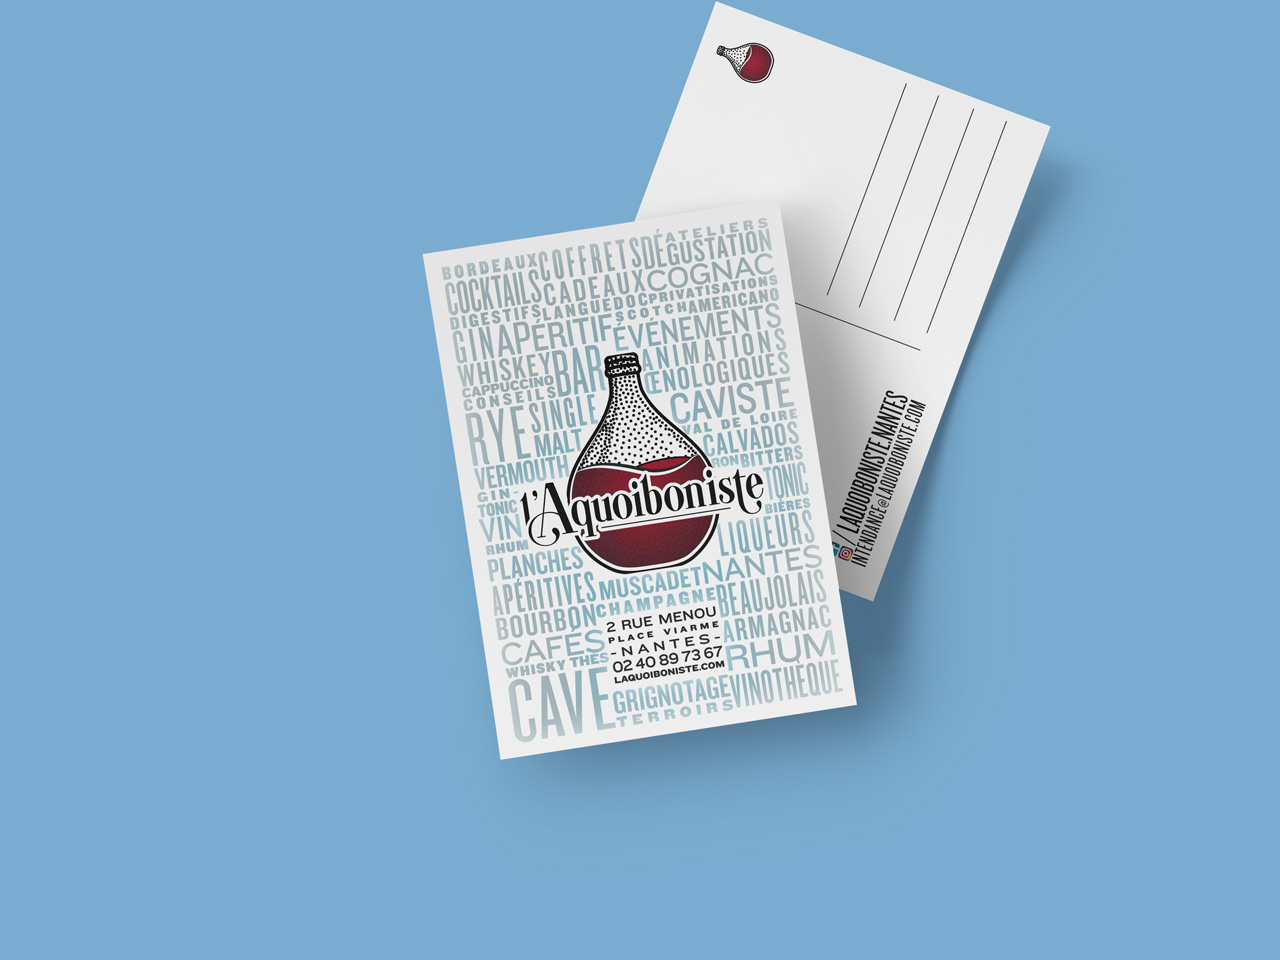 BORDEAUX COFFRETS DÉGUSTATION ATELIERS
COCKTAILS CADEAUX COGNAC
DIGESTIFS LANGUEDOC PRIVATISATIONS
SCOTCH AMERICANO
GIN APÉRITIF ÉVÉNEMENTS
WHISKEY BAR ANIMATIONS
CAPPUCCINO ŒNOLOGIQUES
CONSEILS
RYE SINGLE CAVISTE
MALT VAL DE LOIRE
VERMOUTH CALVADOS
BITTERS
GIN-
TONIC TONIC
l'Aquoiboniste
VIN BIÈRES
RHUM LIQUEURS
PLANCHES
APÉRITIVES MUSCADET NANTES
BOURBON CHAMPAGNE BEAUJOLAIS
2 RUE MENOU
PLACE VIARME
-NANTES-
02 40 89 73 67
LAQUOIBONISTE.COM
CAFÉS ARMAGNAC
WHISKY THÉS RHUM
CAVE GRIGNOTAGE VINOTHÈQUE
TERROIRS
/LAQUOIBONISTE.NANTES
INTENDANCE@LAQUOIBONISTE.COM